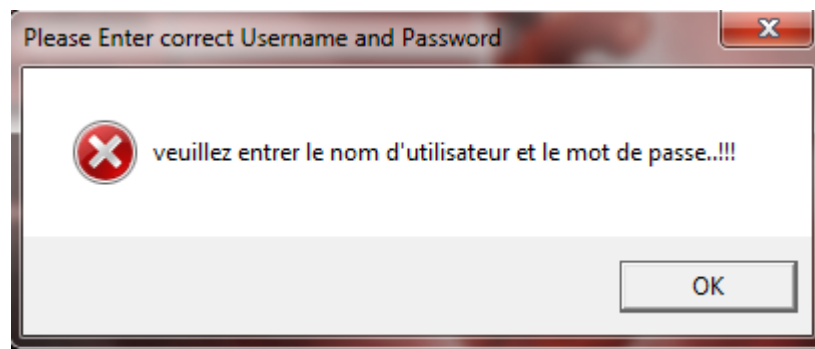 Please Enter correct Username and Password
veuillez entrer le nom d'utilisateur et le mot de passe..!!!
OK